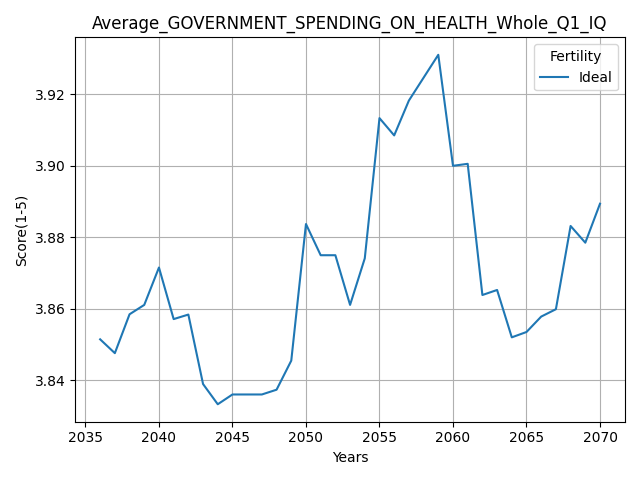 Average_GOVERNMENT_SPENDING_ON_HEALTH_Whole_Q1_IQ
Fertility
Ideal
Score(1-5)
3.92
3.90
3.88
3.86
3.84
2035 2040 2045 2050 2055 2060 2065 2070
Years